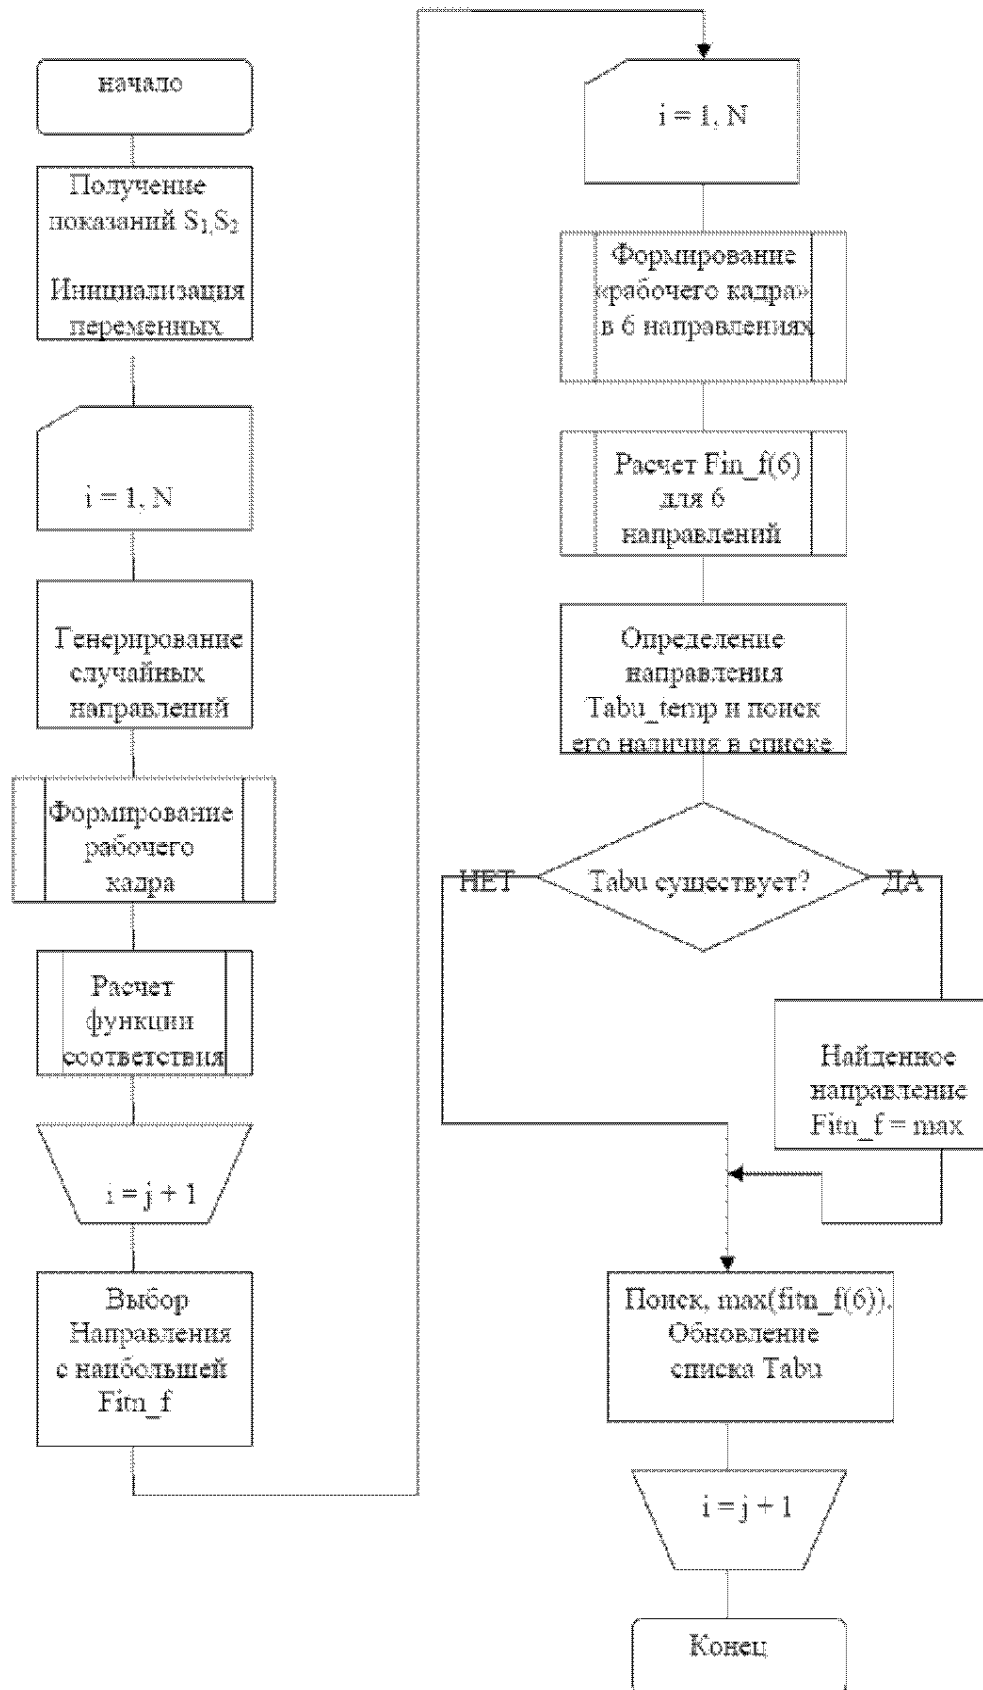 начало
Получение
показаний S₁,S₂
Инициализация
переменных
i = 1, N
Генерирование
случайных
направлений
Формирование
рабочего
кадра
Расчет
функции
соответствия
i = j + 1
Выбор
Направления
с наибольшей
Fitn_f
i = 1, N
Формирование
«рабочего кадра»
в 6 направлениях
Расчет Fin_f(6)
для 6
направлений
Определение
направления
Tabu_temp и поиск
его наличия в списке
НЕТ
Tabu существует?
ДА
Найденное
направление
Fitn_f = max
Поиск, max(fitn_f(6)).
Обновление
списка Tabu
i = j + 1
Конец